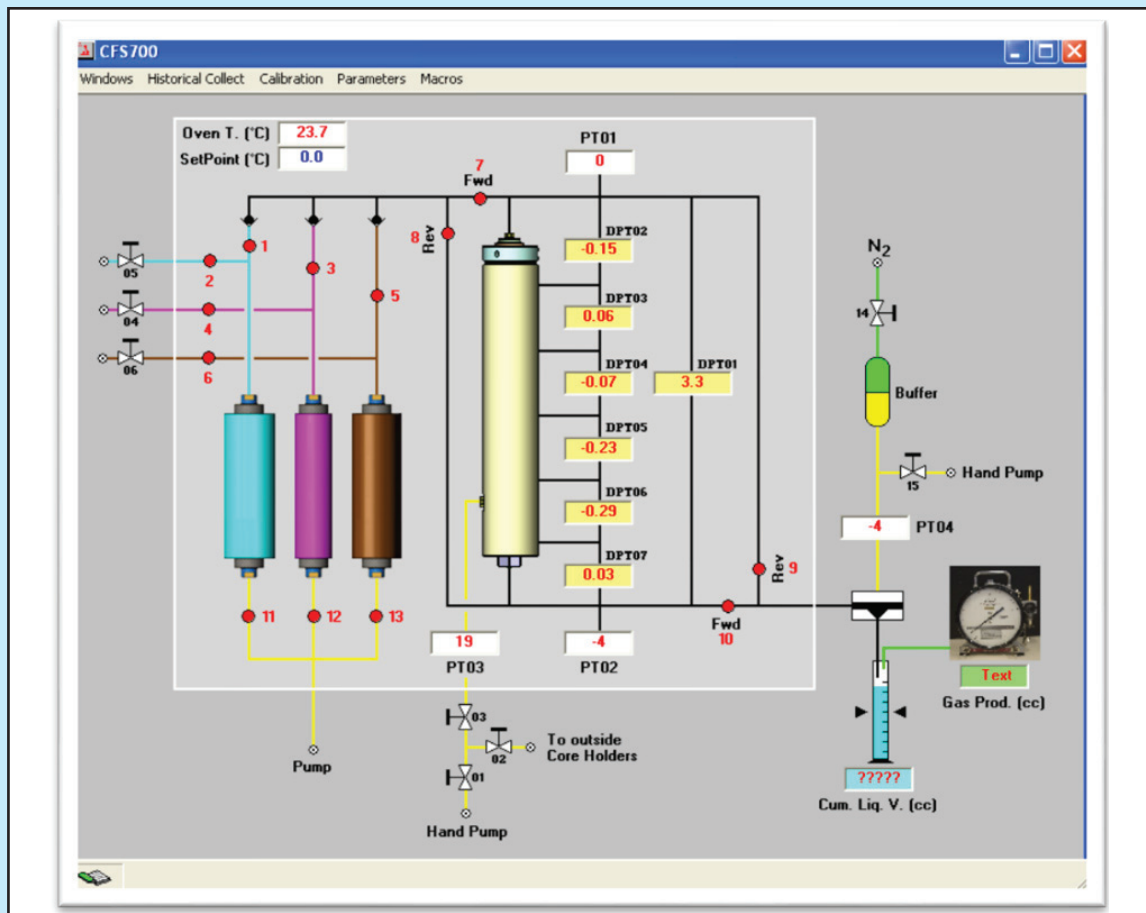 CFS700
Windows Historical Collect Calibration Parameters Macros
Oven T. (°C) 23.7
SetPoint (°C) 0.0
PT01
0
7
Fwd
8
Rev
DPT02
-0.15
1
2
3
05
N2
DPT03
0.06
5
4
04
14
DPT04
-0.07
DPT01
3.3
6
06
Buffer
DPT05
-0.23
Hand Pump
15
DPT06
-0.29
-4 PT04
DPT07
0.03
Rev 9
11 12 13
Fwd
10
19
PT03
-4
PT02
Text
Gas Prod. (cc)
03
To outside
Core Holders
02
Pump
01
?????
Cum. Liq. V. (cc)
Hand Pump